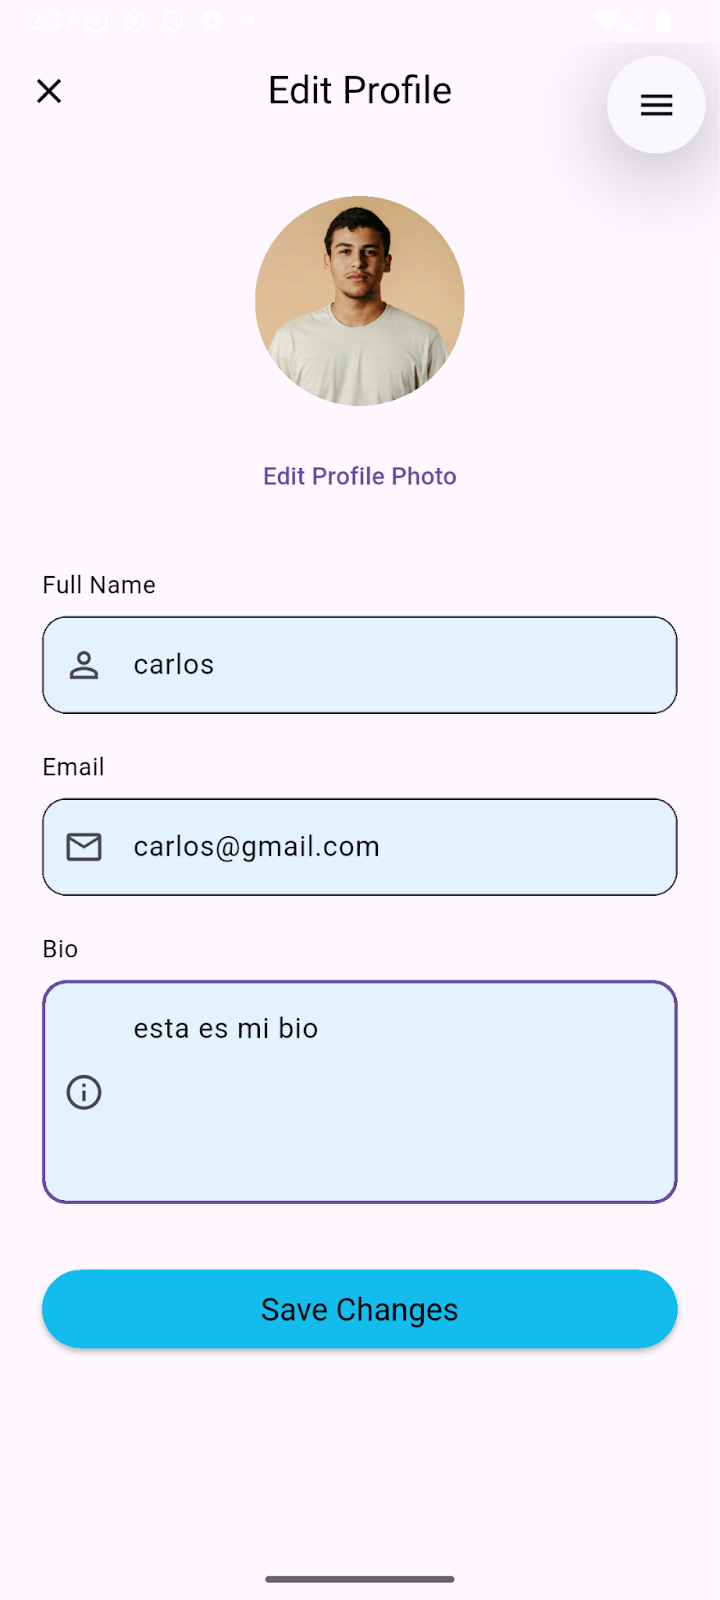 2:47
Edit Profile
Edit Profile Photo
Full Name
carlos
Email
carlos@gmail.com
Bio
esta es mi bio
Save Changes